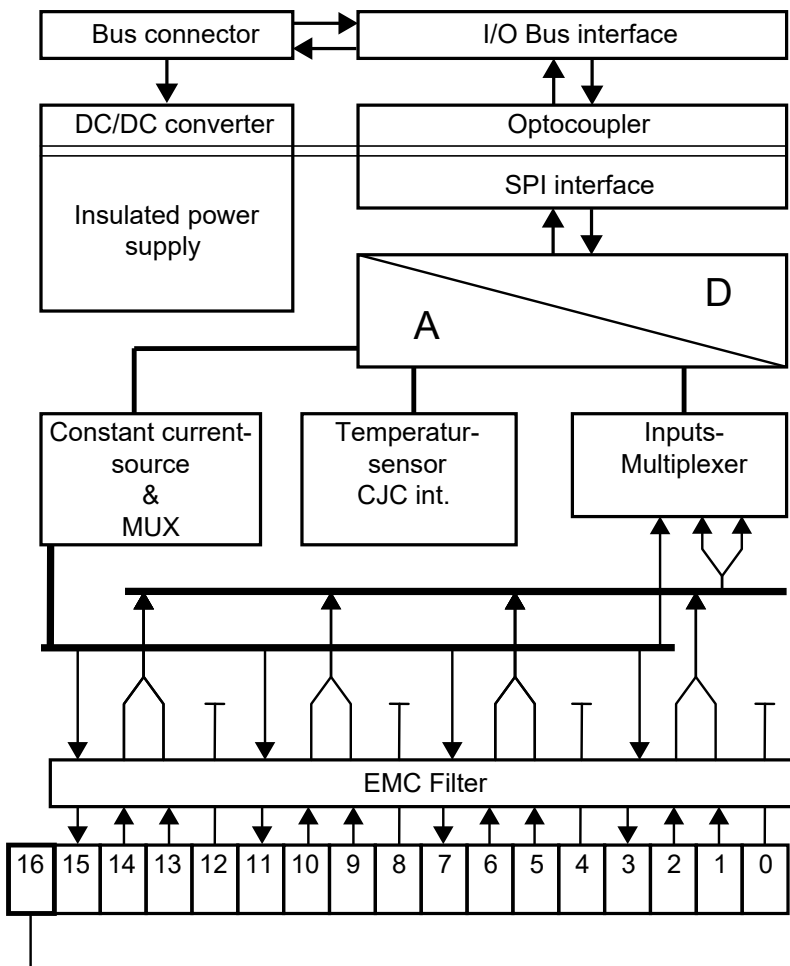 Bus connector
I/O Bus interface
DC/DC converter
Optocoupler
SPI interface
Insulated power
supply
D
A
Constant current-
source
&
MUX
Temperatur-
sensor
CJC int.
Inputs-
Multiplexer
EMC Filter
16 15 14 13 12 11 10 9 8 7 6 5 4 3 2 1 0